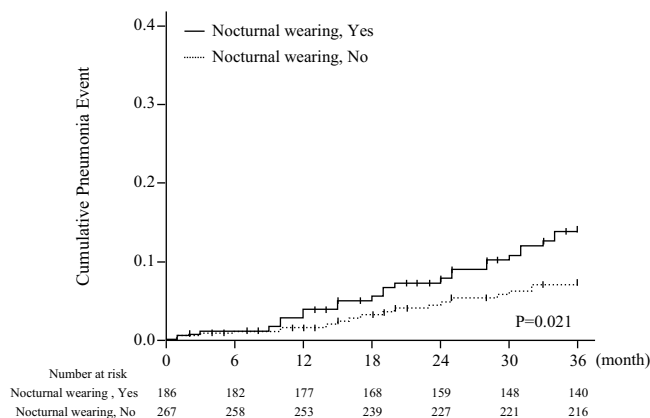 0.4
Nocturnal wearing, Yes
Nocturnal wearing, No
0.3
Cumulative Pneumonia Event
0.2
0.1
P=0.021
0.0
0 6 12 18 24 30 36 (month)
Number at risk
Nocturnal wearing , Yes 186 182 177 168 159 148 140
Nocturnal wearing, No 267 258 253 239 227 221 216